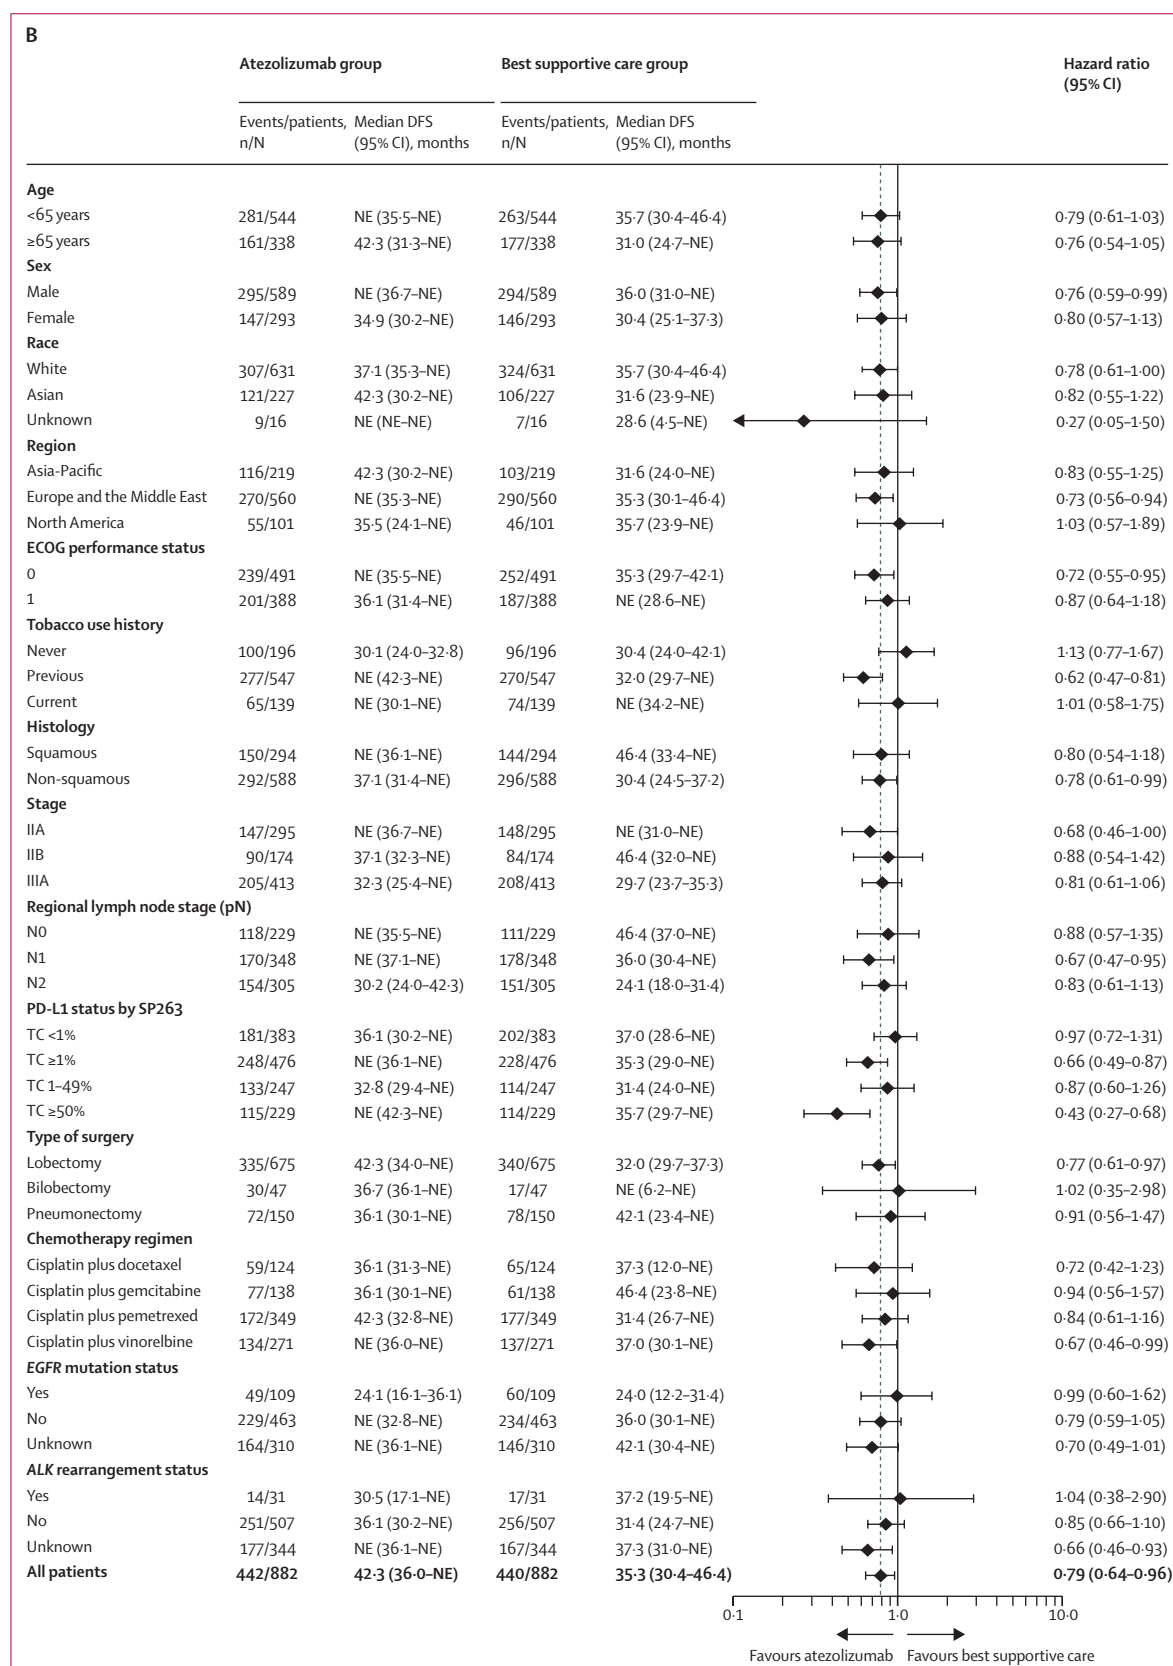 B
Atezolizumab group Best supportive care group Hazard ratio (95% CI)
Events/patients, n/N Median DFS (95% CI), months Events/patients, n/N Median DFS (95% CI), months
Age
<65 years 281/544 NE (35·5–NE) 263/544 35·7 (30·4–46·4) 0·79 (0·61–1·03)
≥65 years 161/338 42·3 (31·3–NE) 177/338 31·0 (24·7–NE) 0·76 (0·54–1·05)
Sex
Male 295/589 NE (36·7–NE) 294/589 36·0 (31·0–NE) 0·76 (0·59–0·99)
Female 147/293 34·9 (30·2–NE) 146/293 30·4 (25·1–37·3) 0·80 (0·57–1·13)
Race
White 307/631 37·1 (35·3–NE) 324/631 35·7 (30·4–46·4) 0·78 (0·61–1·00)
Asian 121/227 42·3 (30·2–NE) 106/227 31·6 (23·9–NE) 0·82 (0·55–1·22)
Unknown 9/16 NE (NE–NE) 7/16 28·6 (4·5–NE) 0·27 (0·05–1·50)
Region
Asia-Pacific 116/219 42·3 (30·2–NE) 103/219 31·6 (24·0–NE) 0·83 (0·55–1·25)
Europe and the Middle East 270/560 NE (35·3–NE) 290/560 35·3 (30·1–46·4) 0·73 (0·56–0·94)
North America 55/101 35·5 (24·1–NE) 46/101 35·7 (23·9–NE) 1·03 (0·57–1·89)
ECOG performance status
0 239/491 NE (35·5–NE) 252/491 35·3 (29·7–42·1) 0·72 (0·55–0·95)
1 201/388 36·1 (31·4–NE) 187/388 NE (28·6–NE) 0·87 (0·64–1·18)
Tobacco use history
Never 100/196 30·1 (24·0–32·8) 96/196 30·4 (24·0–42·1) 1·13 (0·77–1·67)
Previous 277/547 NE (42·3–NE) 270/547 32·0 (29·7–NE) 0·62 (0·47–0·81)
Current 65/139 NE (30·1–NE) 74/139 NE (34·2–NE) 1·01 (0·58–1·75)
Histology
Squamous 150/294 NE (36·1–NE) 144/294 46·4 (33·4–NE) 0·80 (0·54–1·18)
Non-squamous 292/588 37·1 (31·4–NE) 296/588 30·4 (24·5–37·2) 0·78 (0·61–0·99)
Stage
IIA 147/295 NE (36·7–NE) 148/295 NE (31·0–NE) 0·68 (0·46–1·00)
IIB 90/174 37·1 (32·3–NE) 84/174 46·4 (32·0–NE) 0·88 (0·54–1·42)
IIIA 205/413 32·3 (25·4–NE) 208/413 29·7 (23·7–35·3) 0·81 (0·61–1·06)
Regional lymph node stage (pN)
N0 118/229 NE (35·5–NE) 111/229 46·4 (37·0–NE) 0·88 (0·57–1·35)
N1 170/348 NE (37·1–NE) 178/348 36·0 (30·4–NE) 0·67 (0·47–0·95)
N2 154/305 30·2 (24·0–42·3) 151/305 24·1 (18·0–31·4) 0·83 (0·61–1·13)
PD-L1 status by SP263
TC <1% 181/383 36·1 (30·2–NE) 202/383 37·0 (28·6–NE) 0·97 (0·72–1·31)
TC ≥1% 248/476 NE (36·1–NE) 228/476 35·3 (29·0–NE) 0·66 (0·49–0·87)
TC 1–49% 133/247 32·8 (29·4–NE) 114/247 31·4 (24·0–NE) 0·87 (0·60–1·26)
TC ≥50% 115/229 NE (42·3–NE) 114/229 35·7 (29·7–NE) 0·43 (0·27–0·68)
Type of surgery
Lobectomy 335/675 42·3 (34·0–NE) 340/675 32·0 (29·7–37·3) 0·77 (0·61–0·97)
Bilobectomy 30/47 36·7 (36·1–NE) 17/47 NE (6·2–NE) 1·02 (0·35–2·98)
Pneumonectomy 72/150 36·1 (30·1–NE) 78/150 42·1 (23·4–NE) 0·91 (0·56–1·47)
Chemotherapy regimen
Cisplatin plus docetaxel 59/124 36·1 (31·3–NE) 65/124 37·3 (12·0–NE) 0·72 (0·42–1·23)
Cisplatin plus gemcitabine 77/138 36·1 (30·1–NE) 61/138 46·4 (23·8–NE) 0·94 (0·56–1·57)
Cisplatin plus pemetrexed 172/349 42·3 (32·8–NE) 177/349 31·4 (26·7–NE) 0·84 (0·61–1·16)
Cisplatin plus vinorelbine 134/271 NE (36·0–NE) 137/271 37·0 (30·1–NE) 0·67 (0·46–0·99)
EGFR mutation status
Yes 49/109 24·1 (16·1–36·1) 60/109 24·0 (12·2–31·4) 0·99 (0·60–1·62)
No 229/463 NE (32·8–NE) 234/463 36·0 (30·1–NE) 0·79 (0·59–1·05)
Unknown 164/310 NE (36·1–NE) 146/310 42·1 (30·4–NE) 0·70 (0·49–1·01)
ALK rearrangement status
Yes 14/31 30·5 (17·1–NE) 17/31 37·2 (19·5–NE) 1·04 (0·38–2·90)
No 251/507 36·1 (30·2–NE) 256/507 31·4 (24·7–NE) 0·85 (0·66–1·10)
Unknown 177/344 NE (36·1–NE) 167/344 37·3 (31·0–NE) 0·66 (0·46–0·93)
All patients 442/882 42·3 (36·0–NE) 440/882 35·3 (30·4–46·4) 0·79 (0·64–0·96)
0·1 1·0 10·0
Favours atezolizumab Favours best supportive care